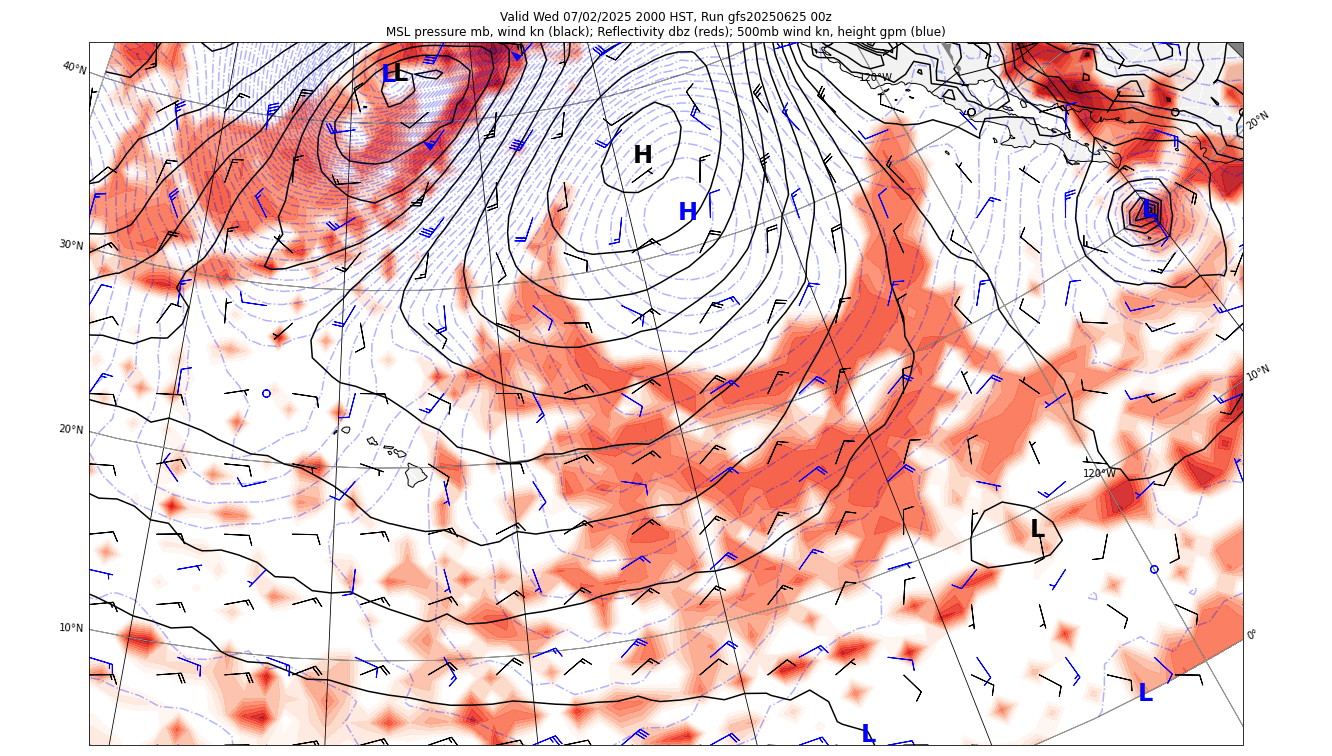 Valid Wed 07/02/2025 2000 HST, Run gfs20250625 00z
MSL pressure mb, wind kn (black); Reflectivity dbz (reds); 500mb wind kn, height gpm (blue)
40°N
L
L
120°W
20°N
H
H
L
30°N
10°N
20°N
120°W
L
10°N
0°
L
L